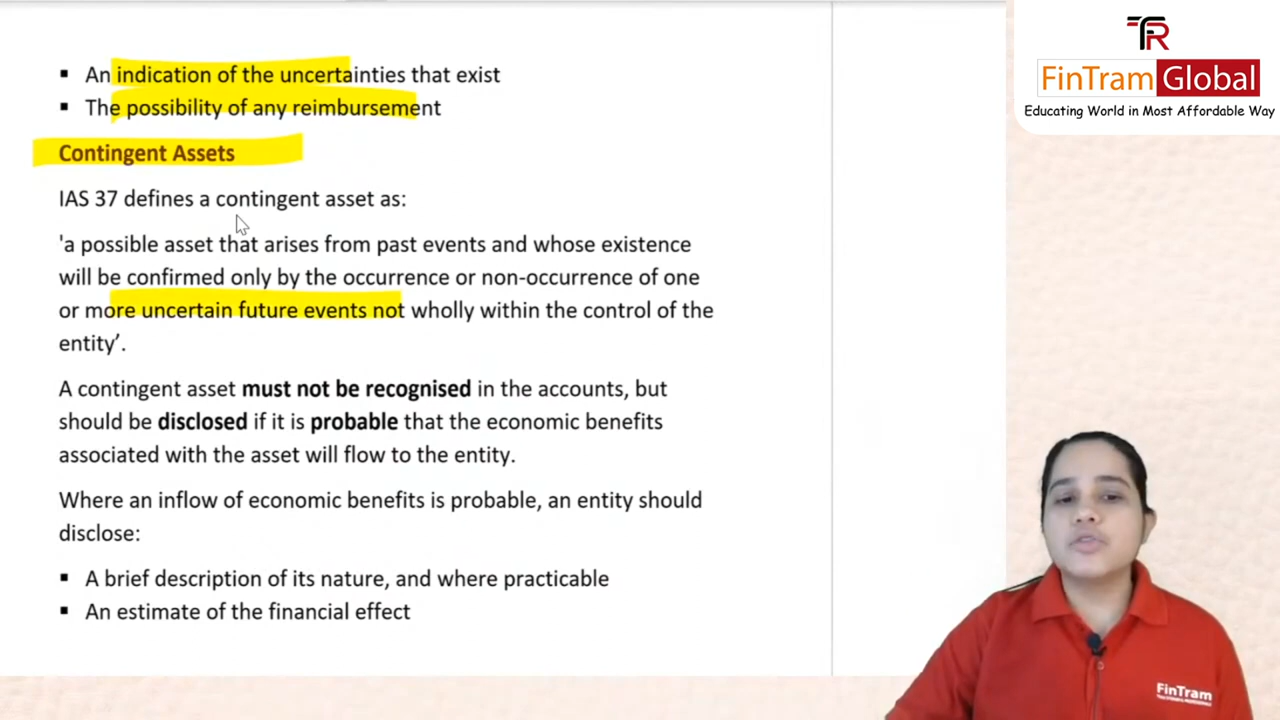 ▪ An indication of the uncertainties that exist
▪ The possibility of any reimbursement
Contingent Assets
IAS 37 defines a contingent asset as:
'a possible asset that arises from past events and whose existence
will be confirmed only by the occurrence or non-occurrence of one
or more uncertain future events not wholly within the control of the
entity’.
A contingent asset must not be recognised in the accounts, but
should be disclosed if it is probable that the economic benefits
associated with the asset will flow to the entity.
Where an inflow of economic benefits is probable, an entity should
disclose:
▪ A brief description of its nature, and where practicable
▪ An estimate of the financial effect
FinTram Global
Educating World in Most Affordable Way
FinTram